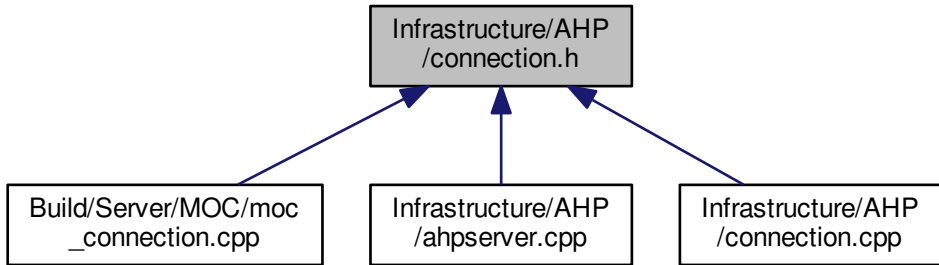 Infrastructure/AHP
/connection.h
Build/Server/MOC/moc
_connection.cpp
Infrastructure/AHP
/ahpserver.cpp
Infrastructure/AHP
/connection.cpp